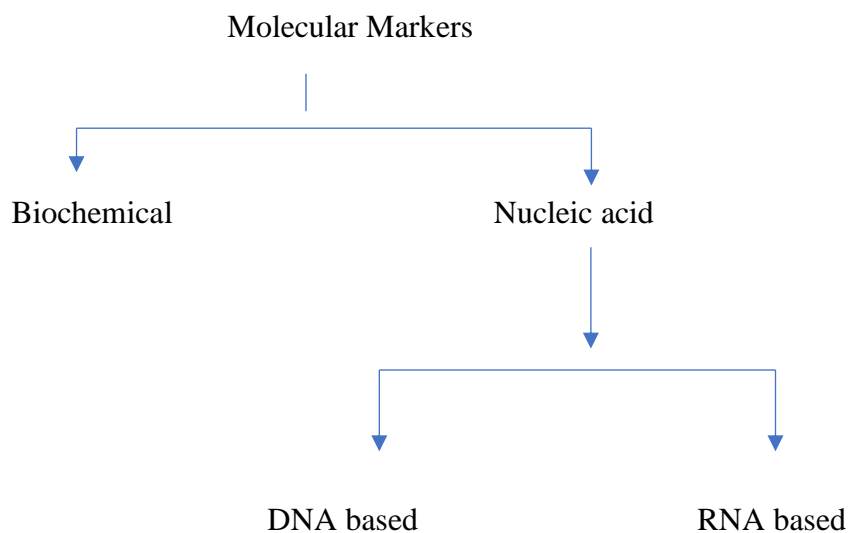 Molecular Markers
Biochemical
Nucleic acid
DNA based
RNA based